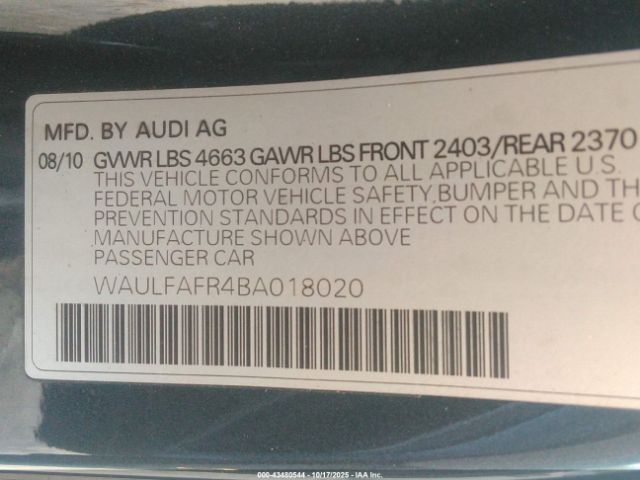 MFD. BY AUDI AG
08/10 GVWR LBS 4663 GAWR LBS FRONT 2403/REAR 2370
THIS VEHICLE CONFORMS TO ALL APPLICABLE U.S.
FEDERAL MOTOR VEHICLE SAFETY,BUMPER AND
PREVENTION STANDARDS IN EFFECT ON THE DATE
MANUFACTURE SHOWN ABOVE
PASSENGER CAR
WAULFAFR4BA018020
000-43480544 - 10/17/2025 - IAA Inc.